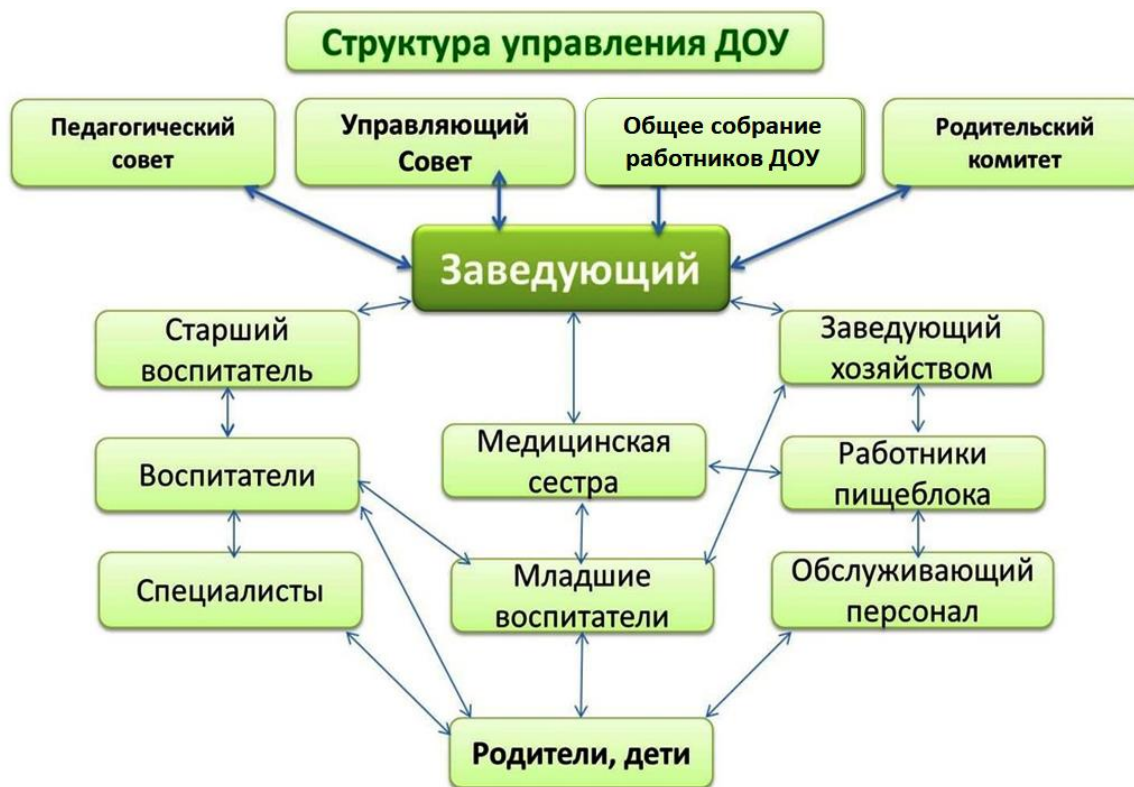 Структура управления ДОУ
Педагогический
совет
Управляющий
Совет
Общее собрание
работников ДОУ
Родительский
комитет
Заведующий
Старший
воспитатель
Заведующий
хозяйством
Воспитатели
Медицинская
сестра
Работники
пищеблока
Специалисты
Младшие
воспитатели
Обслуживающий
персонал
Родители, дети